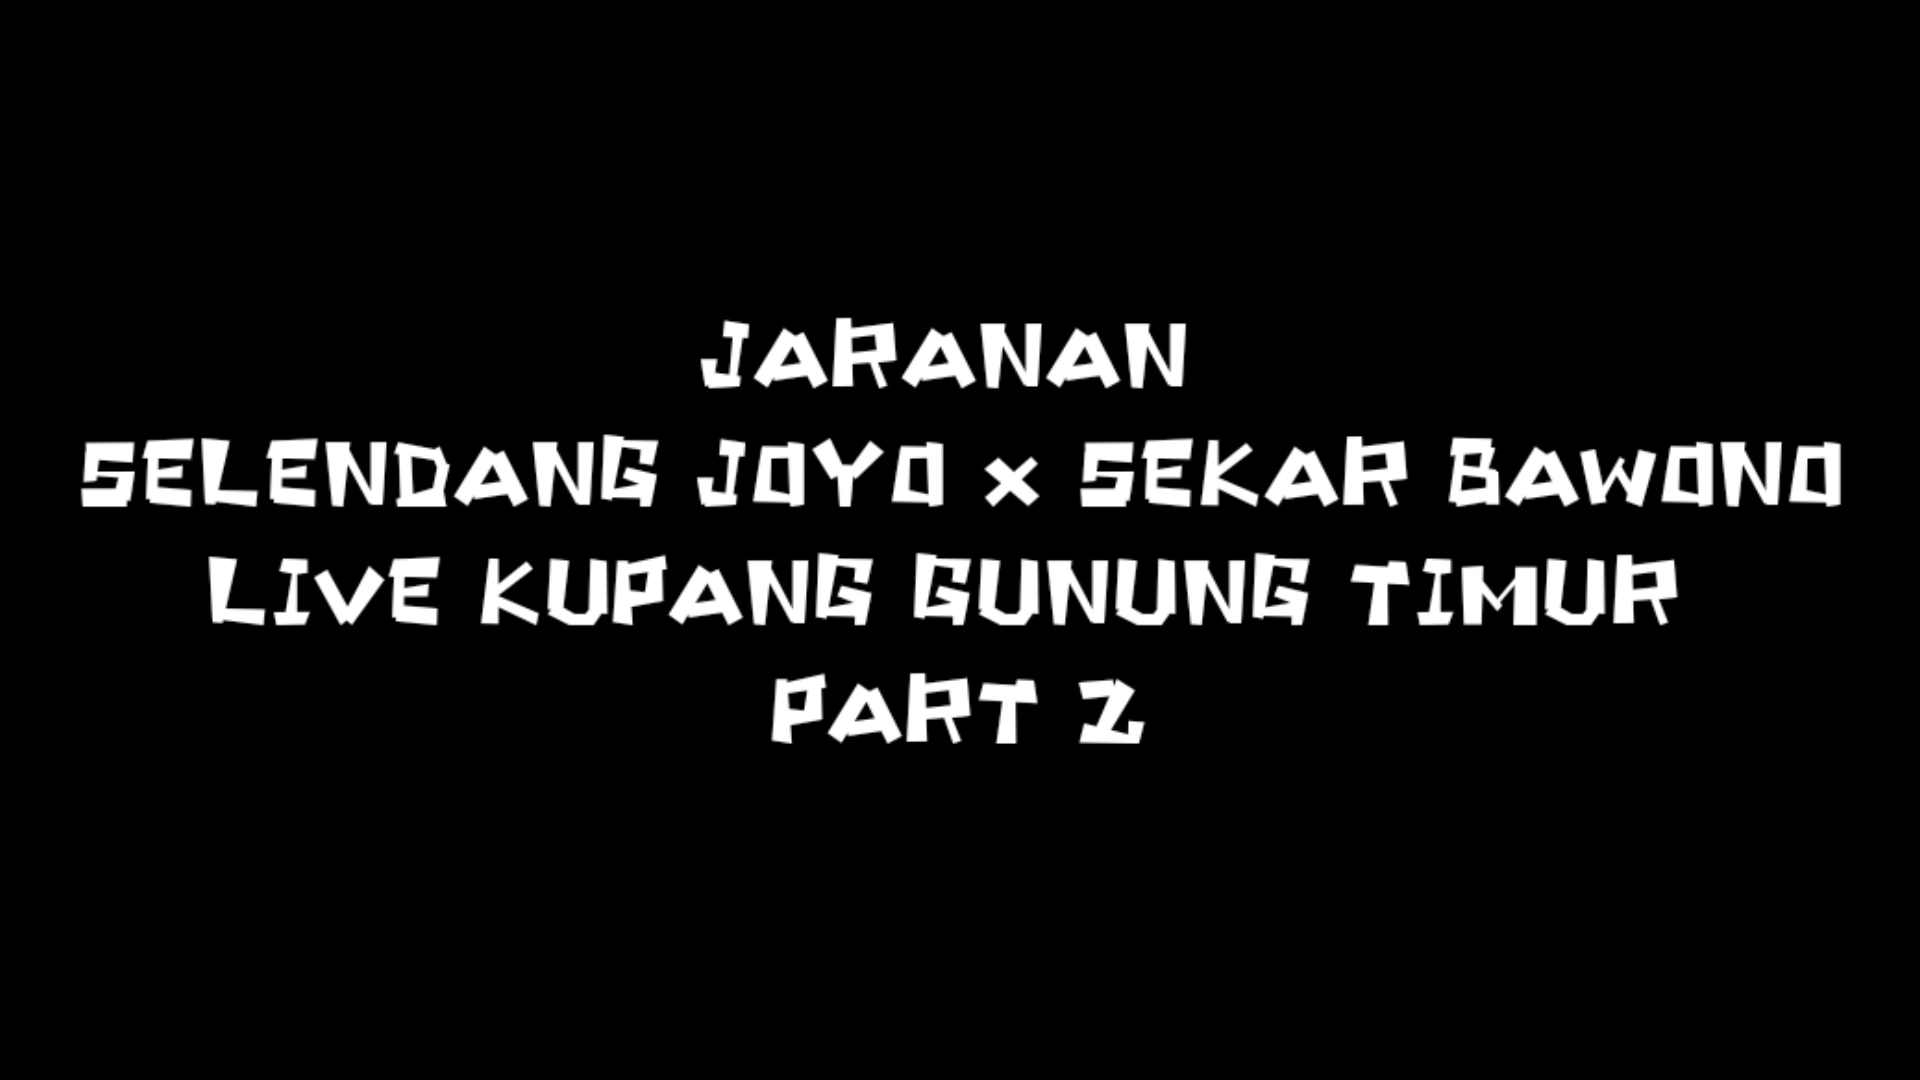 JARANAN
SELENDANG JOYO x SEKAR BAWONO
LIVE KUPANG GUNUNG TIMUR
PART 2